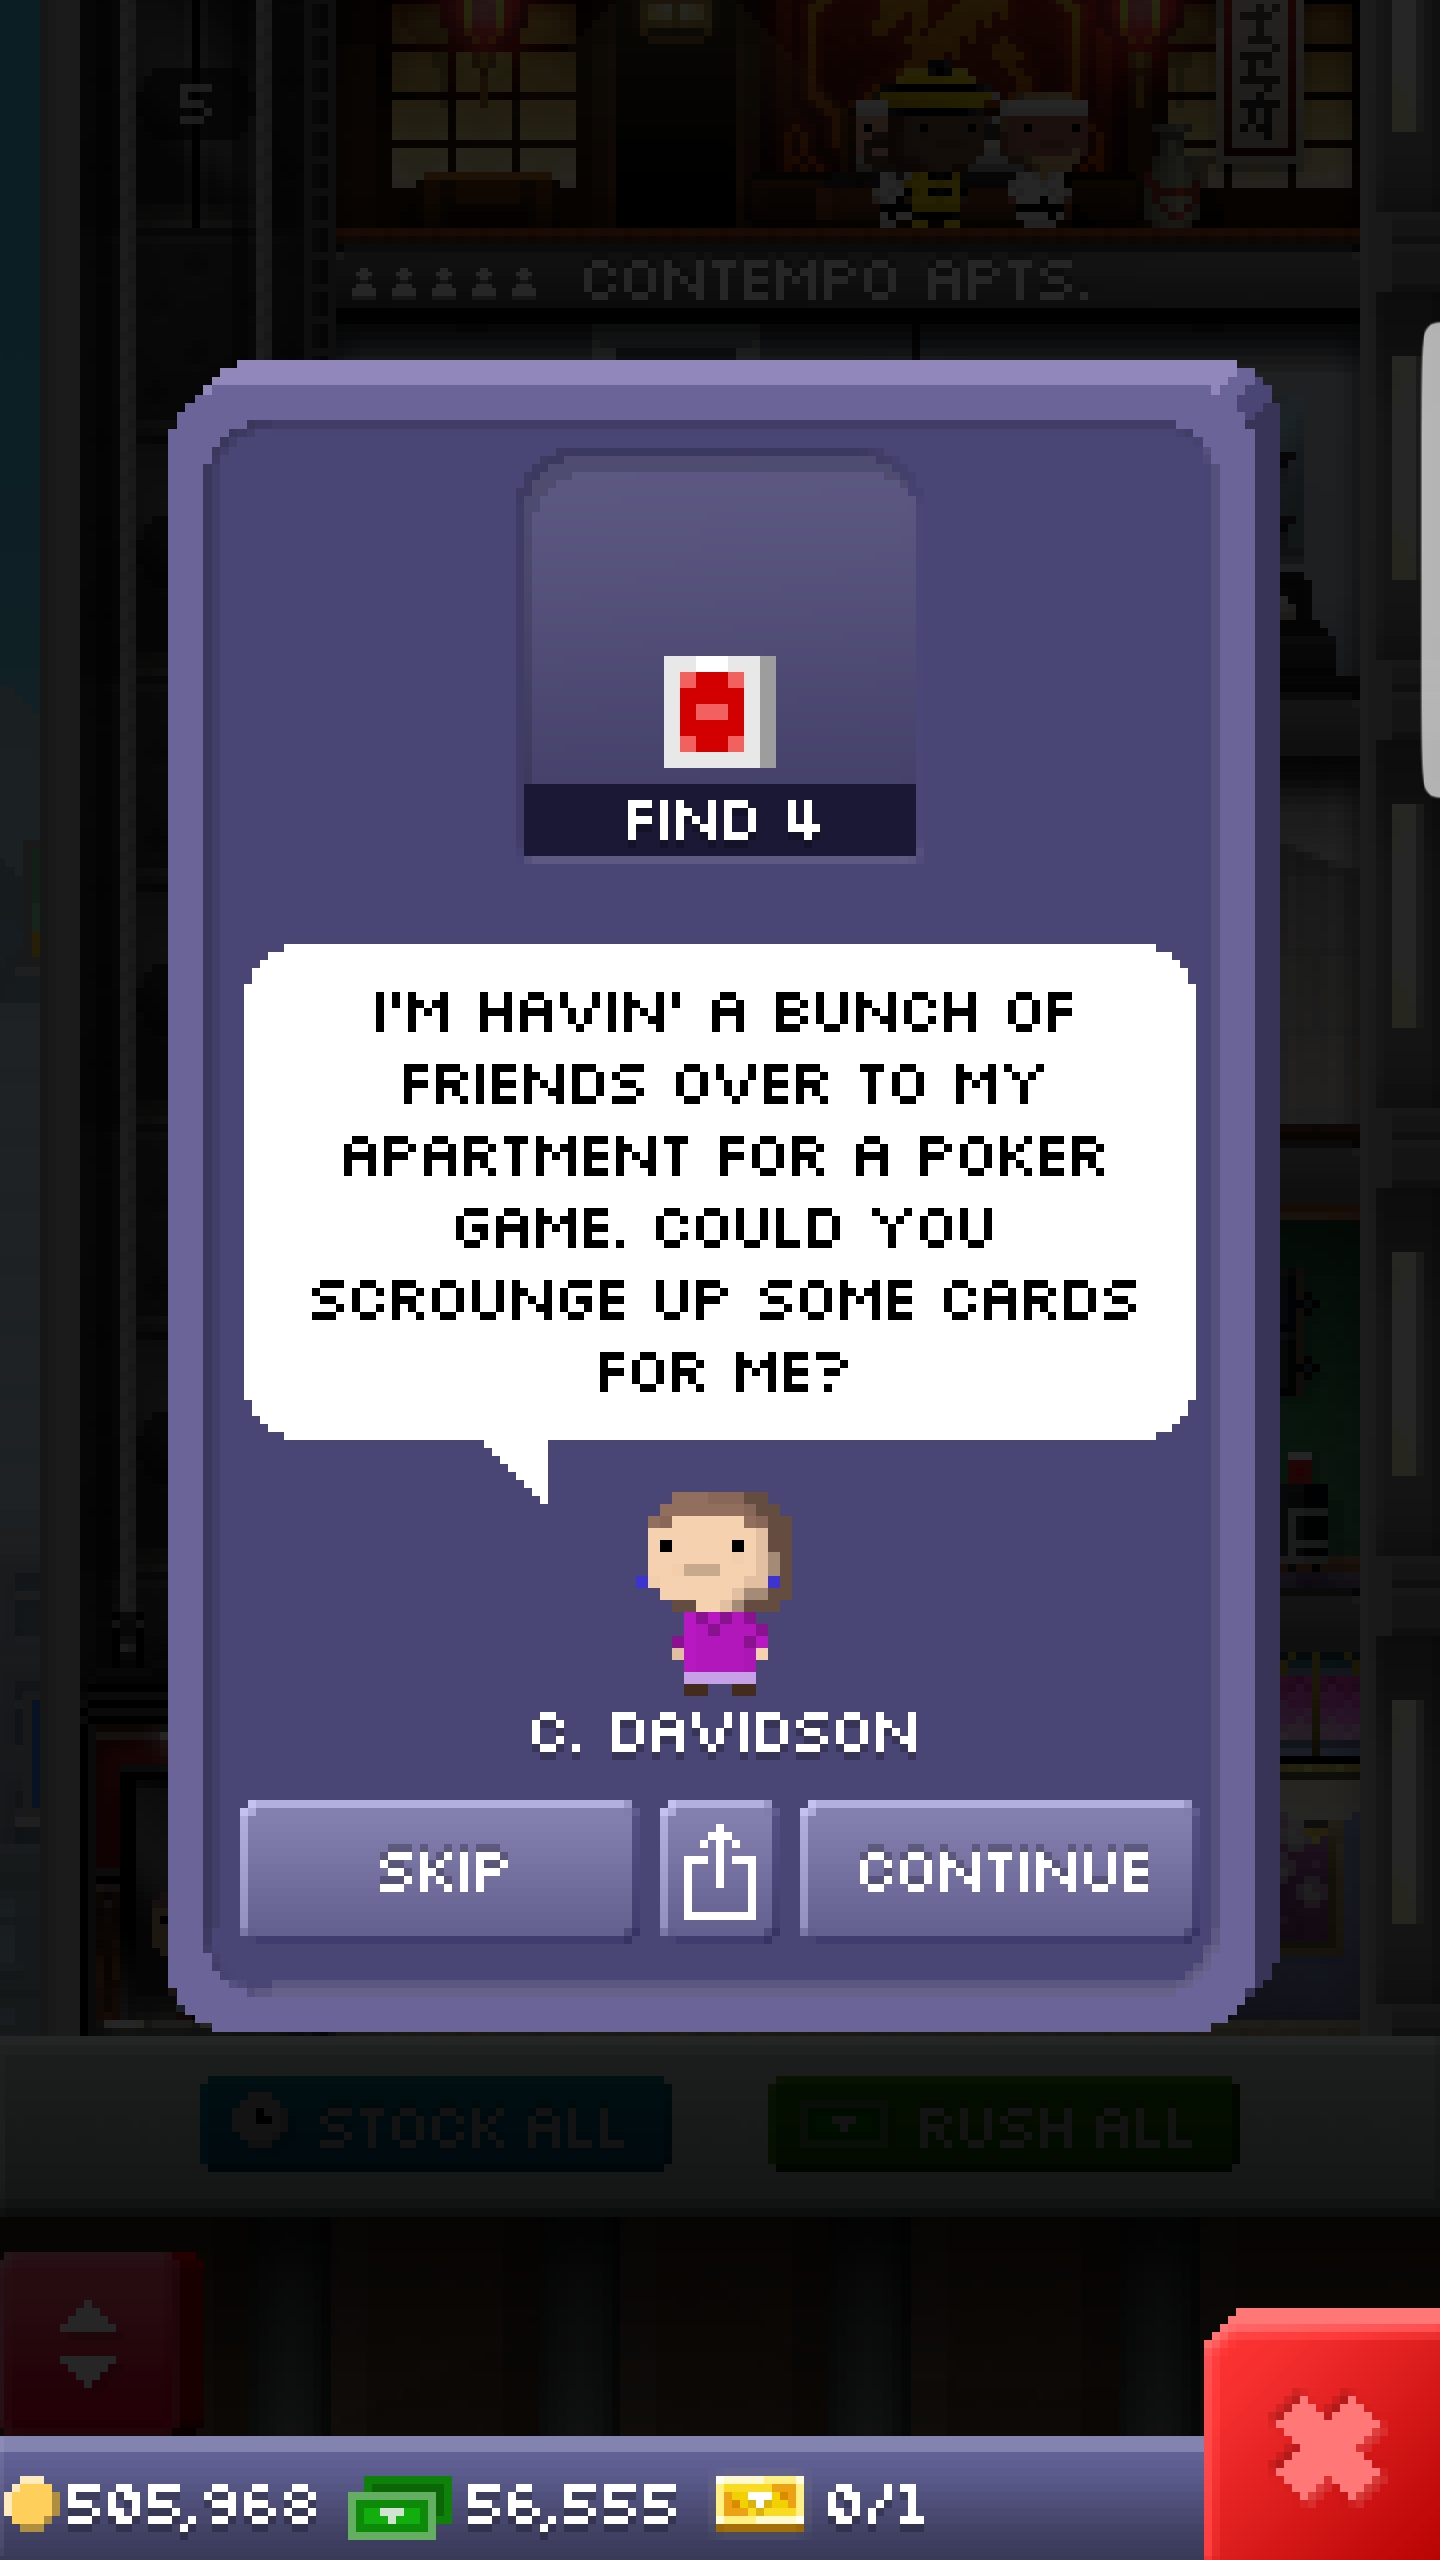 5
CONTEMPO APTS.
FIND 4
I'M HAVIN' A BUNCH OF
FRIENDS OVER TO MY
APARTMENT FOR A POKER
GAME. COULD YOU
SCROUNGE UP SOME CARDS
FOR ME?
C. DAVIDSON
SKIP
CONTINUE
STOCK ALL
RUSH ALL
505,968
56,555
0/1